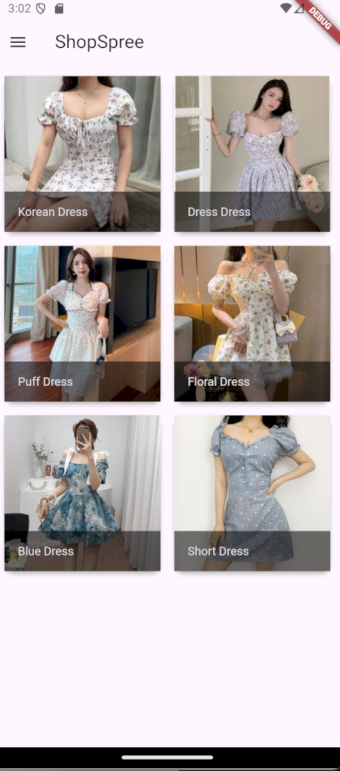 3:02
DEBUG
ShopSpree
Korean Dress
Dress Dress
Puff Dress
Floral Dress
Blue Dress
Short Dress